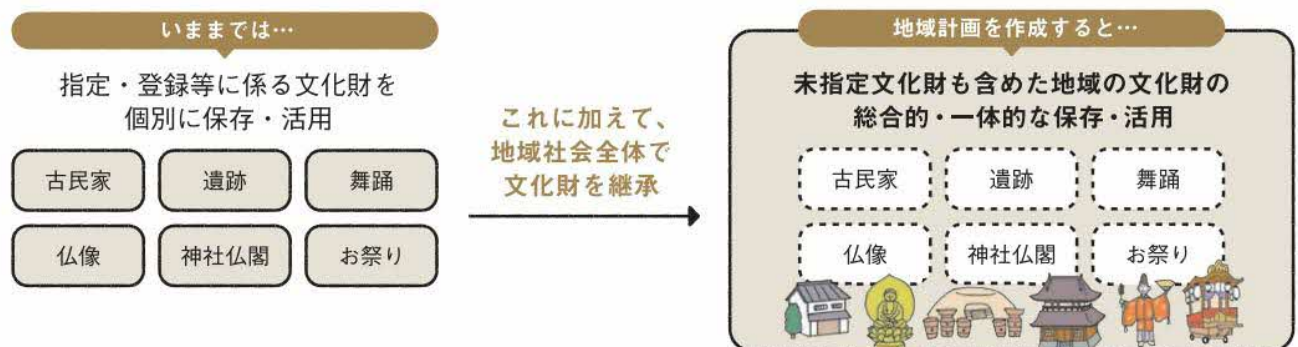 いままでは…
指定・登録等に係る文化財を
個別に保存・活用
古民家
遺跡
舞踊
仏像
神社仏閣
お祭り
これに加えて、
地域社会全体で
文化財を継承
地域計画を作成すると…
未指定文化財も含めた地域の文化財の
総合的・一体的な保存・活用
古民家
遺跡
舞踊
仏像
神社仏閣
お祭り